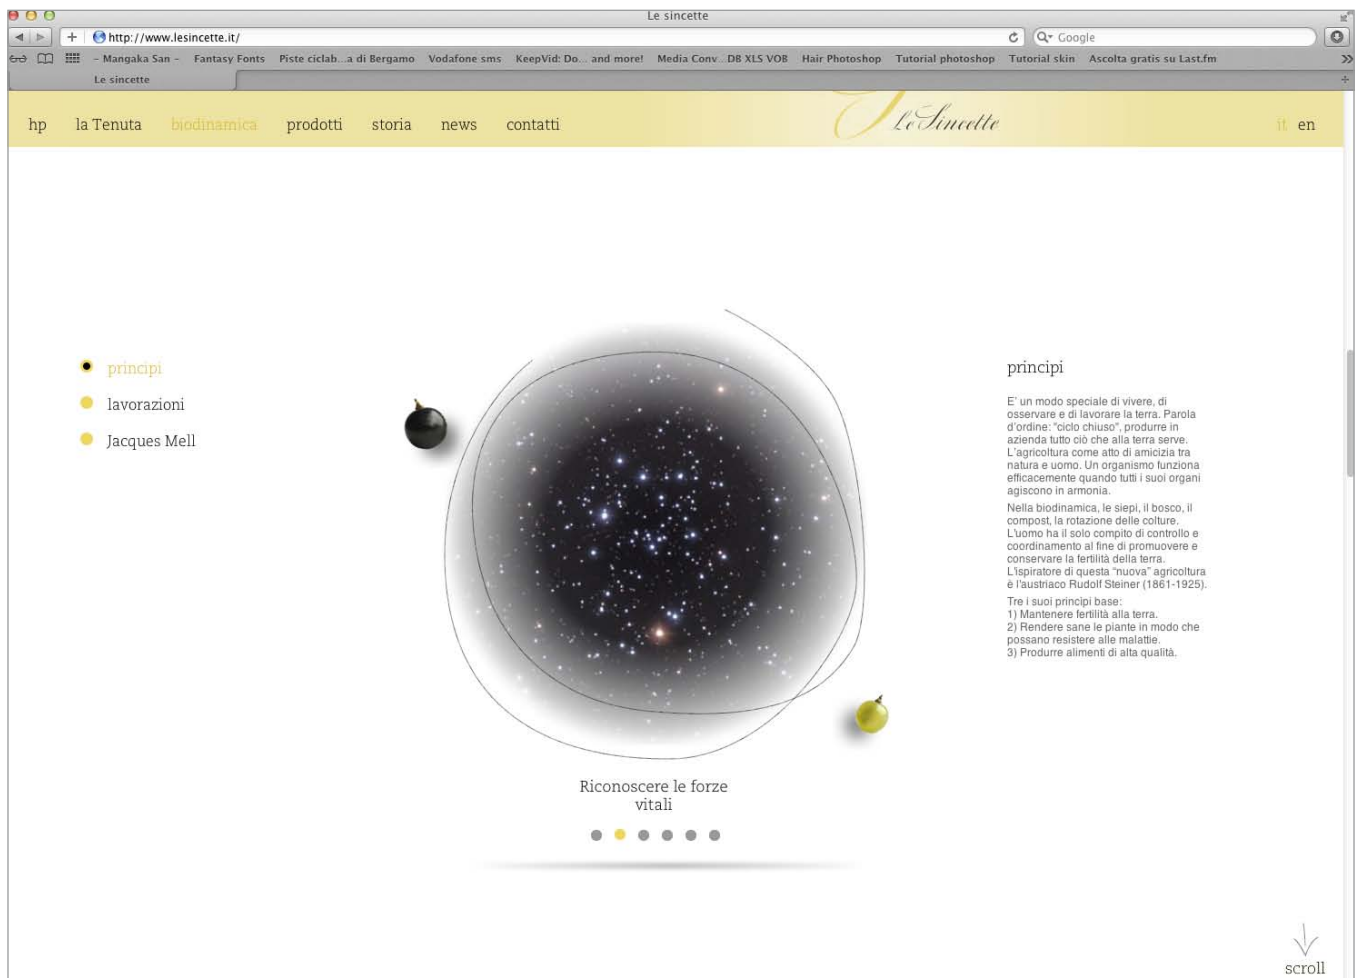 Le sincette
http://www.lesincette.it/
Google
– Mangaka San – Fantasy Fonts Piste ciclab...a di Bergamo Vodafone sms KeepVid: Do... and more! Media Conv...DB XLS VOB Hair Photoshop Tutorial photoshop Tutorial skin Ascolta gratis su Last.fm
Le sincette
hp la Tenuta biodinamica prodotti storia news contatti
Le Sincette
it en
principi
lavorazioni
Jacques Mell
Riconoscere le forze
vitali
principi
E' un modo speciale di vivere, di
osservare e di lavorare la terra. Parola
d'ordine: "ciclo chiuso", produrre in
azienda tutto ciò che alla terra serve.
L'agricoltura come atto di amicizia tra
natura e uomo. Un organismo funziona
efficacemente quando tutti i suoi organi
agiscono in armonia.
Nella biodinamica, le siepi, il bosco, il
compost, la rotazione delle colture.
L'uomo ha il solo compito di controllo e
coordinamento al fine di promuovere e
conservare la fertilità della terra.
L'ispiratore di questa "nuova" agricoltura
è l'austriaco Rudolf Steiner (1861-1925).
Tre i suoi principi base:
1) Mantenere fertilità alla terra.
2) Rendere sane le piante in modo che
possano resistere alle malattie.
3) Produrre alimenti di alta qualità.
scroll